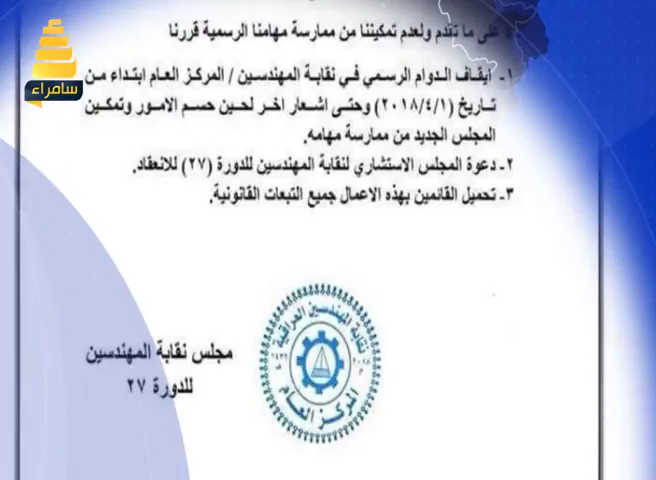 على ما تقدم ولعدم تمكيننا من ممارسة مهامنا الرسمية قررنا
١- ايقاف الدوام الرسمي في نقابة المهندسين / المركز العام ابتداء من
تاريخ (٢٠١٨/٤/١) وحتى اشعار اخر لحين حسم الامور وتمكين
المجلس الجديد من ممارسة مهامه.
٢- دعوة المجلس الاستشاري لنقابة المهندسين للدورة (٢٧) للانعقاد.
٣- تحميل القائمين بهذه الاعمال جميع التبعات القانونية.
سامراء
نقابة المهندسين العراقية
المركز العام
مجلس نقابة المهندسين
للدورة ٢٧